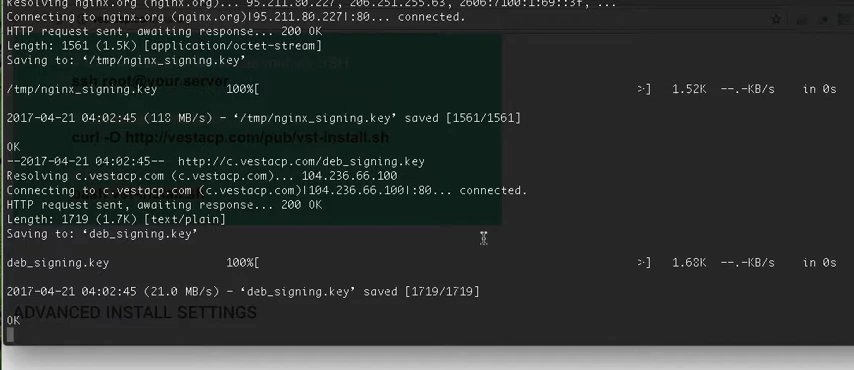 Resolving nginx.org (nginx.org)... 95.211.80.227, 206.251.255.63, 2606:7100:1:69::3f, ...
Connecting to nginx.org (nginx.org)|95.211.80.227|:80... connected.
HTTP request sent, awaiting response... 200 OK
Length: 1561 (1.5K) [application/octet-stream]
Saving to: ‘/tmp/nginx_signing.key’
ssh root@your.server
/tmp/nginx_signing.key 100%[ >] 1.52K --.-KB/s in 0s
2017-04-21 04:02:45 (118 MB/s) - ‘/tmp/nginx_signing.key’ saved [1561/1561]
curl -O http://vestacp.com/pub/vst-install.sh
OK
--2017-04-21 04:02:45-- http://c.vestacp.com/deb_signing.key
Resolving c.vestacp.com (c.vestacp.com)... 104.236.66.100
Connecting to c.vestacp.com (c.vestacp.com)|104.236.66.100|:80... connected.
HTTP request sent, awaiting response... 200 OK
Length: 1719 (1.7K) [text/plain]
Saving to: ‘deb_signing.key’
deb_signing.key 100%[ >] 1.68K --.-KB/s in 0s
2017-04-21 04:02:45 (21.0 MB/s) - ‘deb_signing.key’ saved [1719/1719]
ADVANCED INSTALL SETTINGS
OK